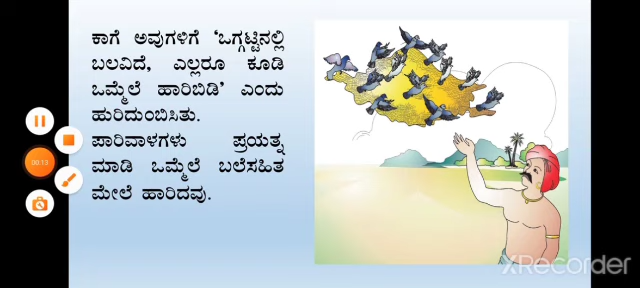 ಕಾಗೆ ಅವುಗಳಿಗೆ ‘ಒಗ್ಗಟ್ಟಿನಲ್ಲಿ
ಬಲವಿದೆ, ಎಲ್ಲರೂ ಕೂಡಿ
ಒಮ್ಮೆಲೆ ಹಾರಿಬಿಡಿ’ ಎಂದು
ಹುರಿದುಂಬಿಸಿತು.
ಪಾರಿವಾಳಗಳು ಪ್ರಯತ್ನ
ಮಾಡಿ ಒಮ್ಮೆಲೆ ಬಲೆಸಹಿತ
ಮೇಲೆ ಹಾರಿದವು.
00:13
XRecorder